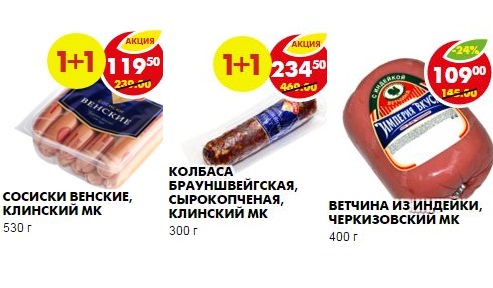 1+1
АКЦИЯ
119 50
239.00
ВЕНСКИЕ
СОСИСКИ ВЕНСКИЕ,
КЛИНСКИЙ МК
530 г
1+1
АКЦИЯ
234 50
469.00
КОЛБАСА
БРАУНШВЕЙГСКАЯ,
СЫРОКОПЧЕНАЯ,
КЛИНСКИЙ МК
300 г
-24%
109 00
145.00
С ИНДЕЙКОЙ
ИМПЕРИЯ ВКУСА
ВЕТЧИНА ИЗ ИНДЕЙКИ,
ЧЕРКИЗОВСКИЙ МК
400 г